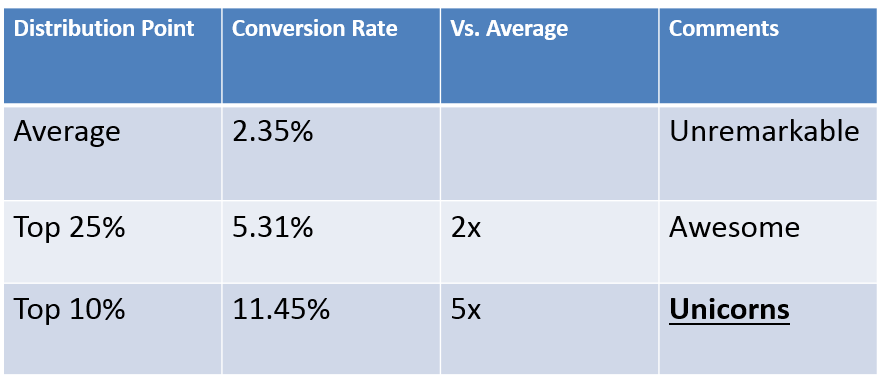 Distribution Point Conversion Rate Vs. Average Comments
Average 2.35% Unremarkable
Top 25% 5.31% 2x Awesome
Top 10% 11.45% 5x Unicorns